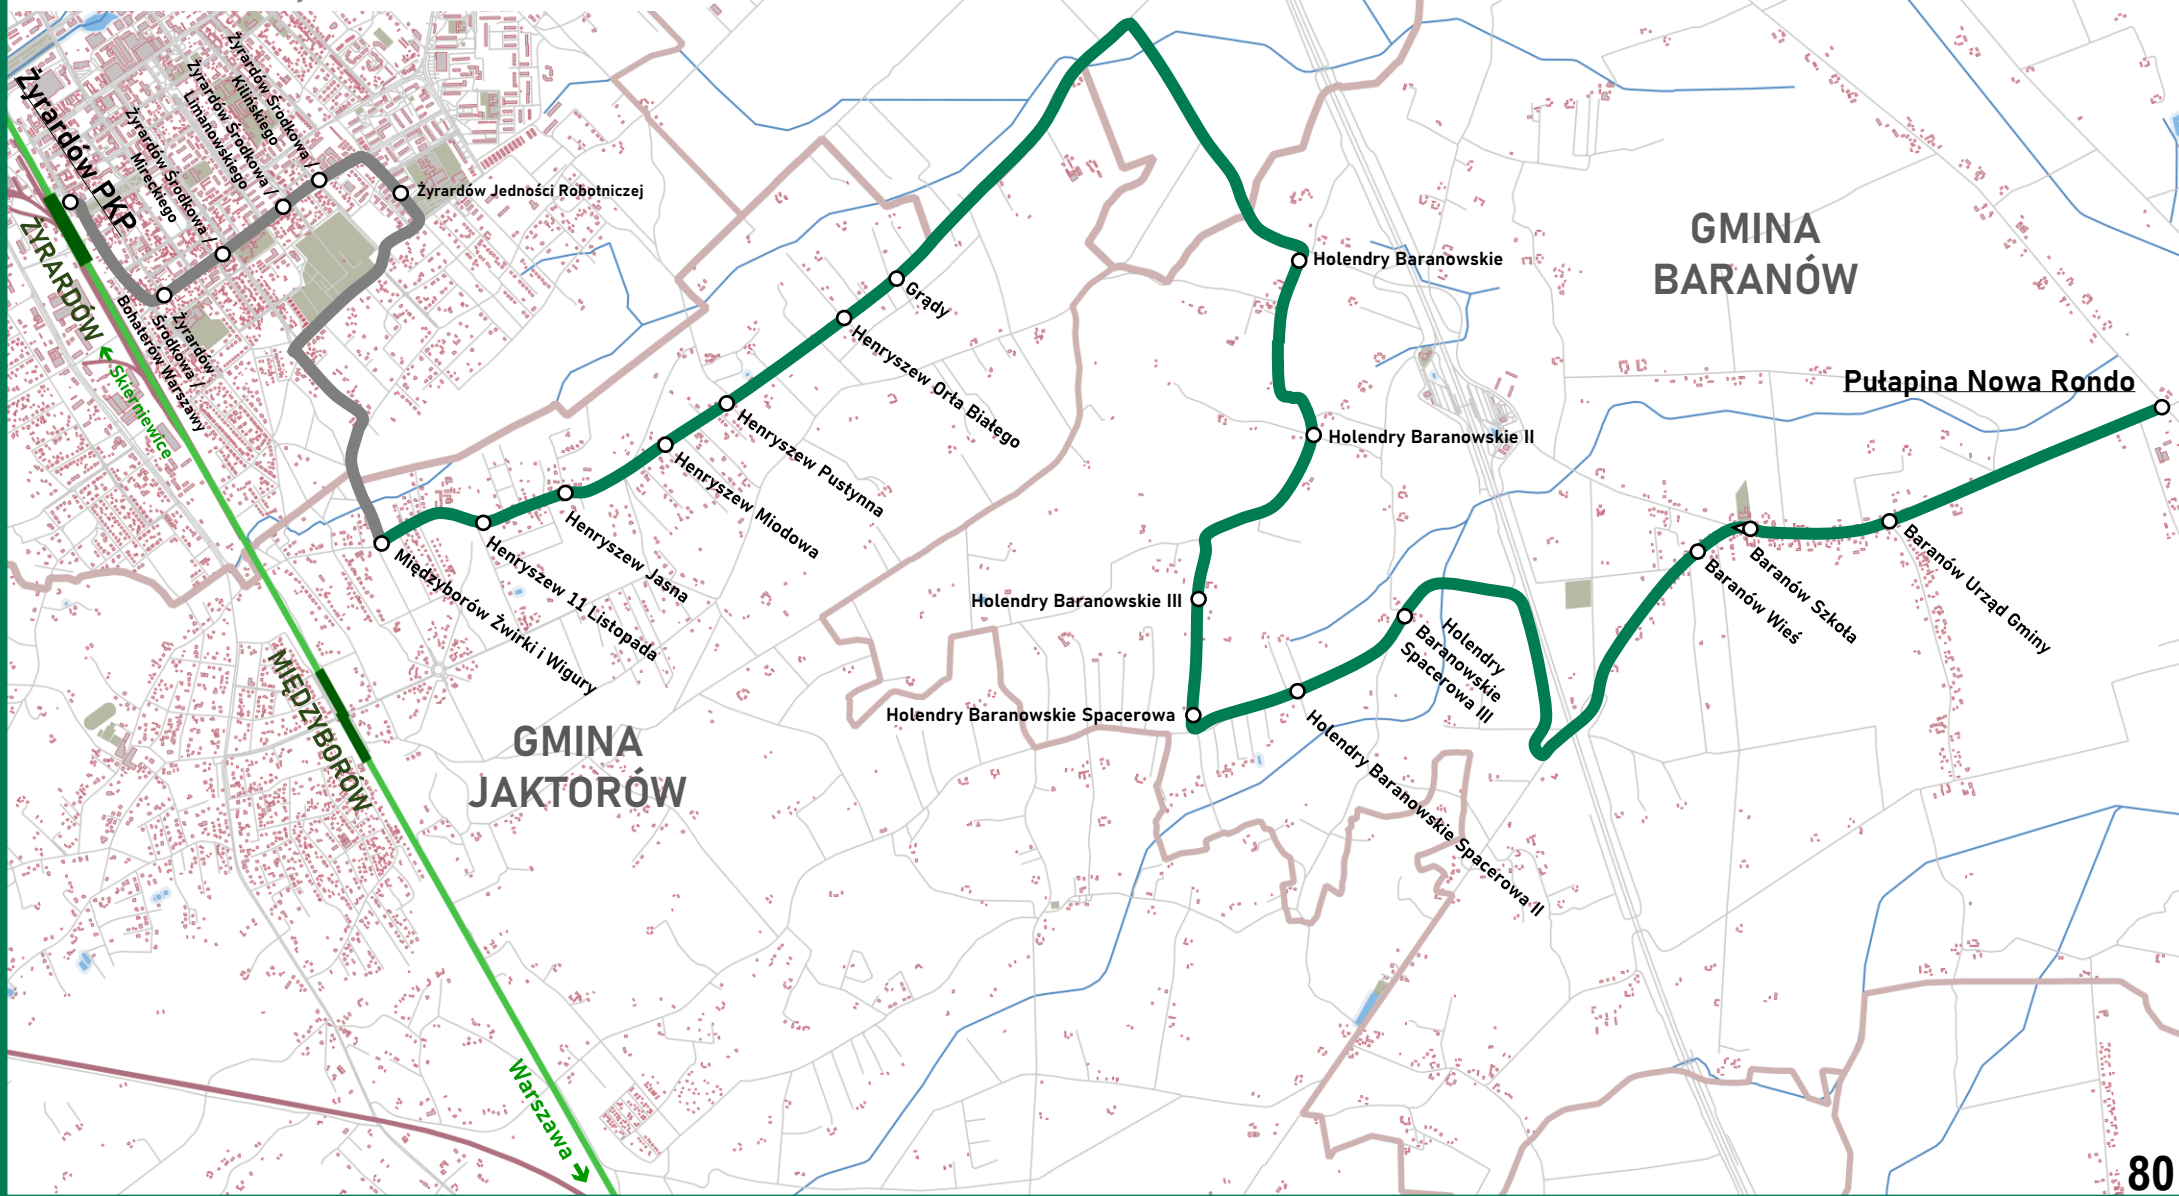 Żyrardów PKP
ŻYRARDÓW
Skierniewice
Żyrardów
Środkowa /
Bohaterów Warszawy
Żyrardów Środkowa /
Mireckiego
Żyrardów Środkowa /
Limanowskiego
Żyrardów Środkowa /
Kilińskiego
Żyrardów Jedności Robotniczej
Międzyborów Żwirki i Wigury
Henryszew 11 Listopada
Henryszew Jasna
Henryszew Miodowa
Henryszew Pustynna
Henryszew Orła Białego
Grądy
Holendry Baranowskie
Holendry Baranowskie II
Holendry Baranowskie III
Holendry Baranowskie Spacerowa
Holendry Baranowskie Spacerowa II
Holendry
Baranowskie
Spacerowa III
Baranów Wieś
Baranów Szkoła
Baranów Urząd Gminy
Pułapina Nowa Rondo
GMINA
BARANÓW
GMINA
JAKTORÓW
MIĘDZYBORÓW
Warszawa
80